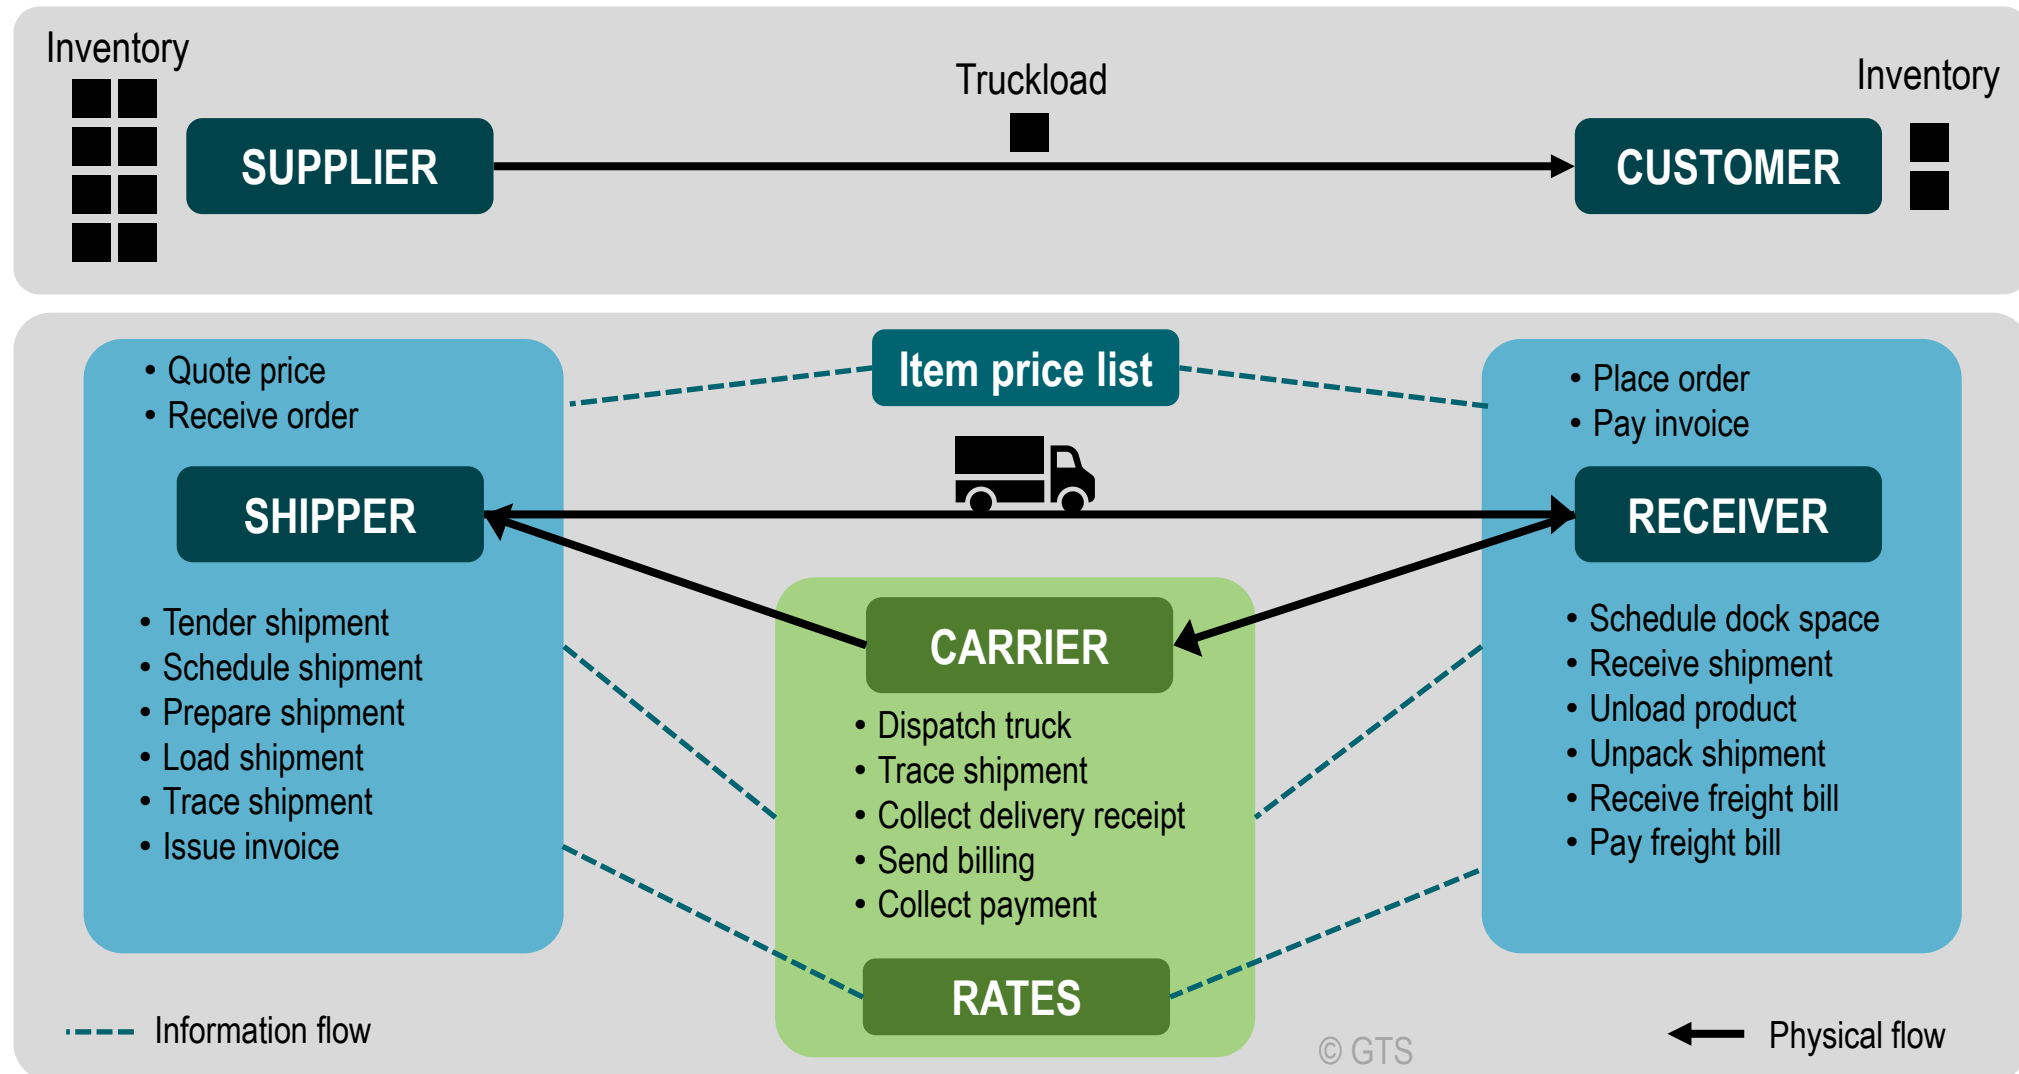 Inventory
Truckload
Inventory
SUPPLIER
CUSTOMER
Item price list
• Quote price
• Receive order
• Place order
• Pay invoice
SHIPPER
RECEIVER
• Tender shipment
• Schedule shipment
• Prepare shipment
• Load shipment
• Trace shipment
• Issue invoice
CARRIER
• Dispatch truck
• Trace shipment
• Collect delivery receipt
• Send billing
• Collect payment
RATES
• Schedule dock space
• Receive shipment
• Unload product
• Unpack shipment
• Receive freight bill
• Pay freight bill
Information flow
© GTS
Physical flow